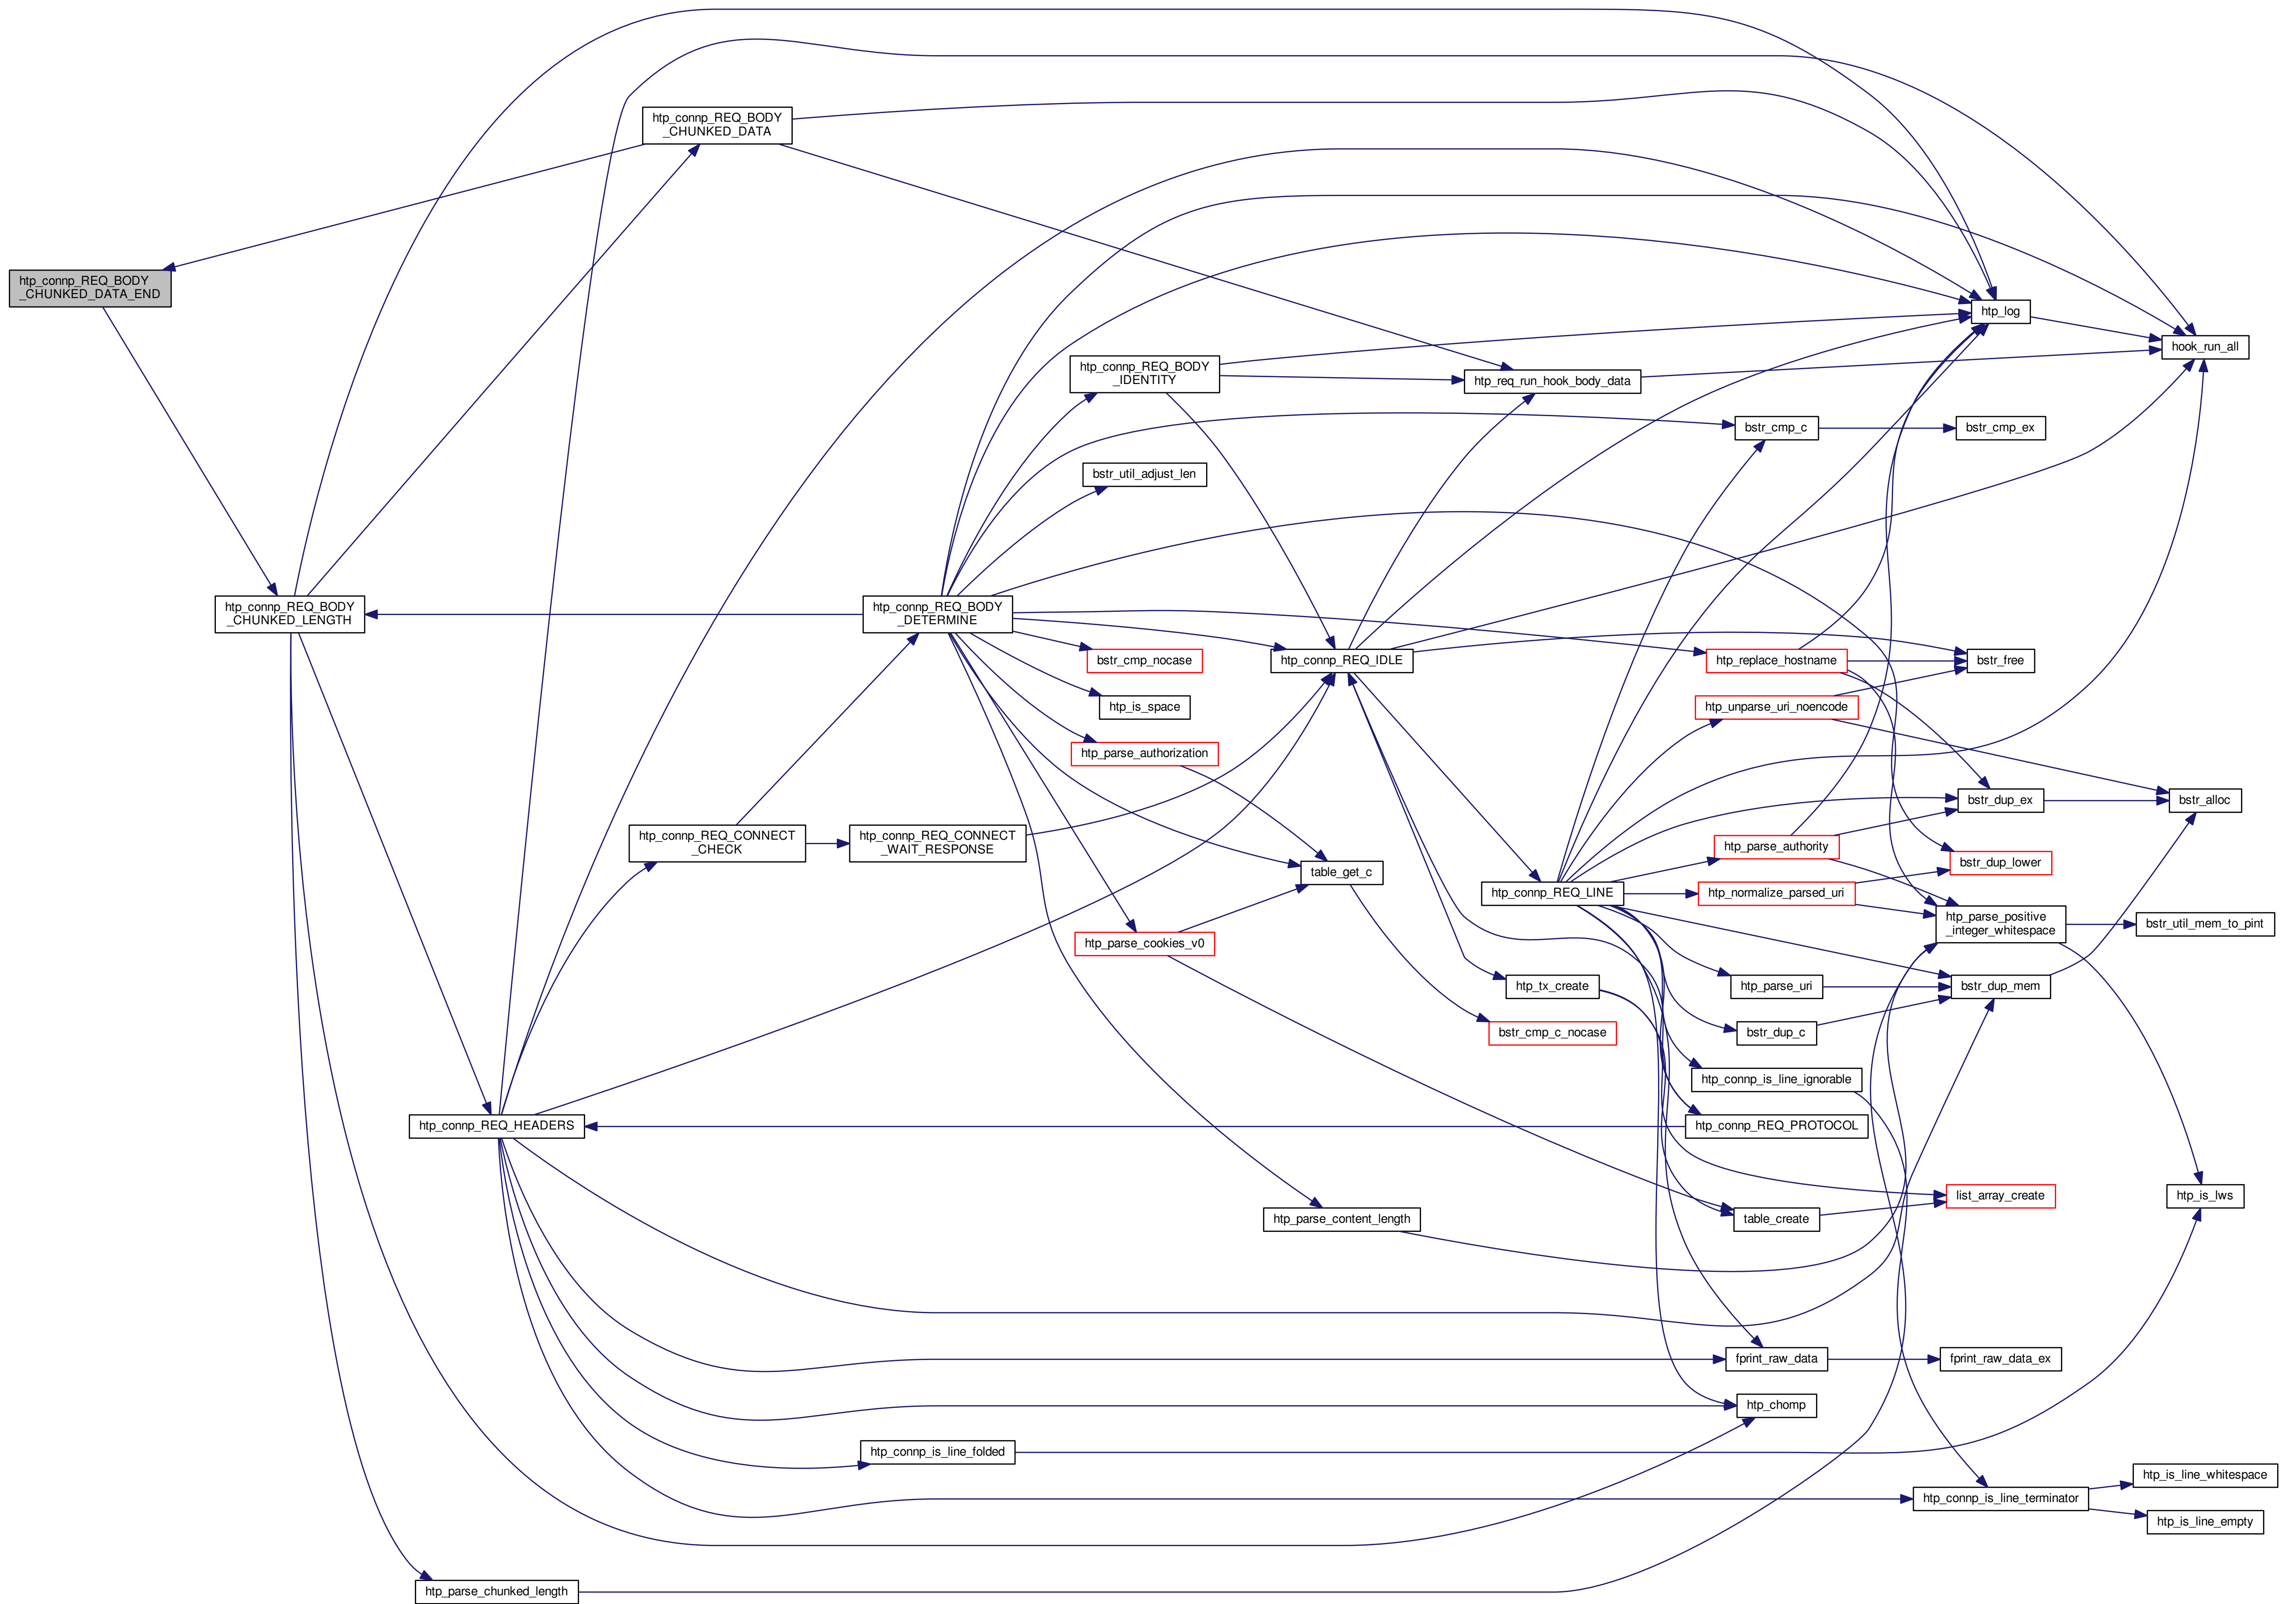 htp_connp_REQ_BODY
_CHUNKED_DATA
htp_connp_REQ_BODY
_CHUNKED_DATA_END
htp_log
hook_run_all
htp_connp_REQ_BODY
_IDENTITY
htp_req_run_hook_body_data
bstr_cmp_c
bstr_cmp_ex
bstr_util_adjust_len
htp_connp_REQ_BODY
_CHUNKED_LENGTH
htp_connp_REQ_BODY
_DETERMINE
bstr_cmp_nocase
htp_connp_REQ_IDLE
htp_replace_hostname
bstr_free
htp_is_space
htp_unparse_uri_noencode
htp_parse_authorization
bstr_dup_ex
bstr_alloc
htp_connp_REQ_CONNECT
_CHECK
htp_connp_REQ_CONNECT
_WAIT_RESPONSE
htp_parse_authority
bstr_dup_lower
table_get_c
htp_connp_REQ_LINE
htp_normalize_parsed_uri
htp_parse_positive
_integer_whitespace
bstr_util_mem_to_pint
htp_parse_cookies_v0
htp_tx_create
htp_parse_uri
bstr_dup_mem
bstr_cmp_c_nocase
bstr_dup_c
htp_connp_is_line_ignorable
htp_connp_REQ_HEADERS
htp_connp_REQ_PROTOCOL
list_array_create
htp_is_lws
htp_parse_content_length
table_create
fprint_raw_data
fprint_raw_data_ex
htp_chomp
htp_connp_is_line_folded
htp_is_line_whitespace
htp_connp_is_line_terminator
htp_is_line_empty
htp_parse_chunked_length